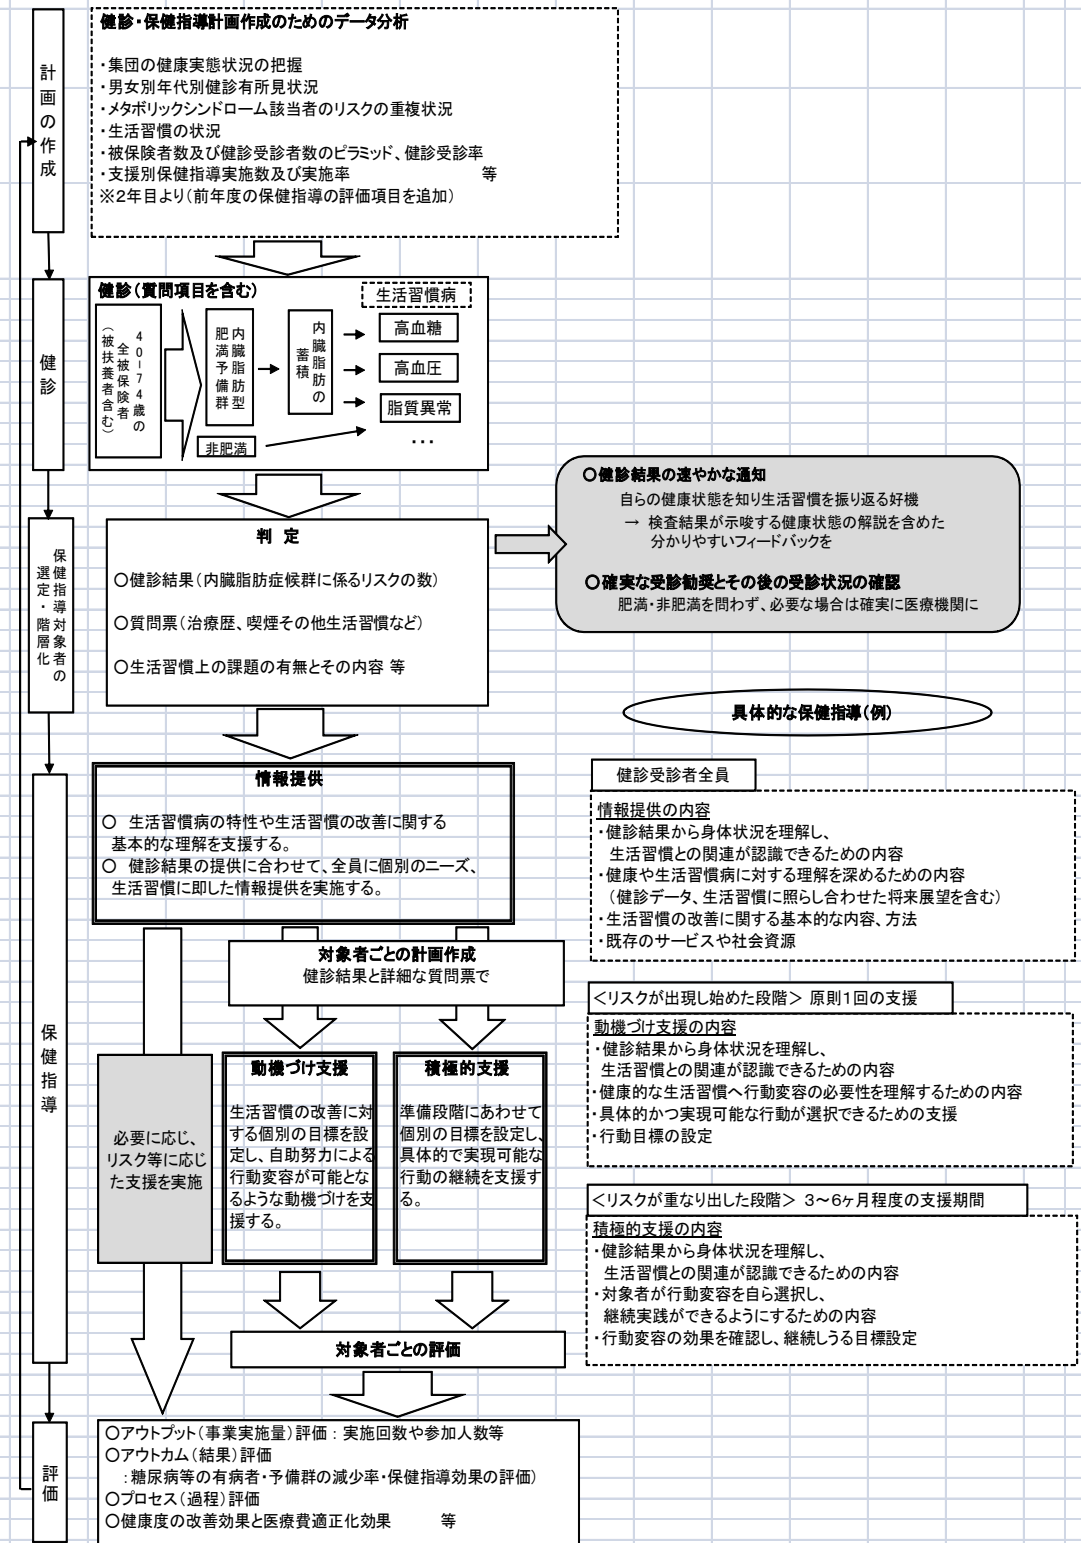 計画の作成
健診・保健指導計画作成のためのデータ分析
・集団の健康実態状況の把握
・男女別年代別健診有所見状況
・メタボリックシンドローム該当者のリスクの重複状況
・生活習慣の状況
・被保険者数及び健診受診者数のピラミッド、健診受診率
・支援別保健指導実施数及び実施率 等
※2年目より（前年度の保健指導の評価項目を追加）
健診
健診（質問項目を含む）
生活習慣病
40－74歳の
全被保険者
（被扶養者含む）
内臓脂肪型
肥満予備群
内臓脂肪の
蓄積
高血糖
高血圧
脂質異常
…
非肥満
保健指導対象者の
選定・階層化
判 定
○健診結果（内臓脂肪症候群に係るリスクの数）
○質問票（治療歴、喫煙その他生活習慣など）
○生活習慣上の課題の有無とその内容 等
○健診結果の速やかな通知
自らの健康状態を知り生活習慣を振り返る好機
→ 検査結果が示唆する健康状態の解説を含めた
分かりやすいフィードバックを
○確実な受診勧奨とその後の受診状況の確認
肥満・非肥満を問わず、必要な場合は確実に医療機関に
具体的な保健指導（例）
保健指導
情報提供
○ 生活習慣病の特性や生活習慣の改善に関する
基本的な理解を支援する。
○ 健診結果の提供に合わせて、全員に個別のニーズ、
生活習慣に即した情報提供を実施する。
健診受診者全員
情報提供の内容
・健診結果から身体状況を理解し、
生活習慣との関連が認識できるための内容
・健康や生活習慣病に対する理解を深めるための内容
（健診データ、生活習慣に照らし合わせた将来展望を含む）
・生活習慣の改善に関する基本的な内容、方法
・既存のサービスや社会資源
対象者ごとの計画作成
健診結果と詳細な質問票で
必要に応じ、
リスク等に応じ
た支援を実施
動機づけ支援
生活習慣の改善に対
する個別の目標を設
定し、自助努力による
行動変容が可能とな
るような動機づけを支
援する。
積極的支援
準備段階にあわせて
個別の目標を設定し、
具体的で実現可能な
行動の継続を支援す
る。
＜リスクが出現し始めた段階＞ 原則1回の支援
動機づけ支援の内容
・健診結果から身体状況を理解し、
生活習慣との関連が認識できるための内容
・健康的な生活習慣へ行動変容の必要性を理解するための内容
・具体的かつ実現可能な行動が選択できるための支援
・行動目標の設定
＜リスクが重なり出した段階＞ 3～6ヶ月程度の支援期間
積極的支援の内容
・健診結果から身体状況を理解し、
生活習慣との関連が認識できるための内容
・対象者が行動変容を自ら選択し、
継続実践ができるようにするための内容
・行動変容の効果を確認し、継続しうる目標設定
対象者ごとの評価
評価
○アウトプット（事業実施量）評価：実施回数や参加人数等
○アウトカム（結果）評価
：糖尿病等の有病者・予備群の減少率・保健指導効果の評価）
○プロセス（過程）評価
○健康度の改善効果と医療費適正化効果 等